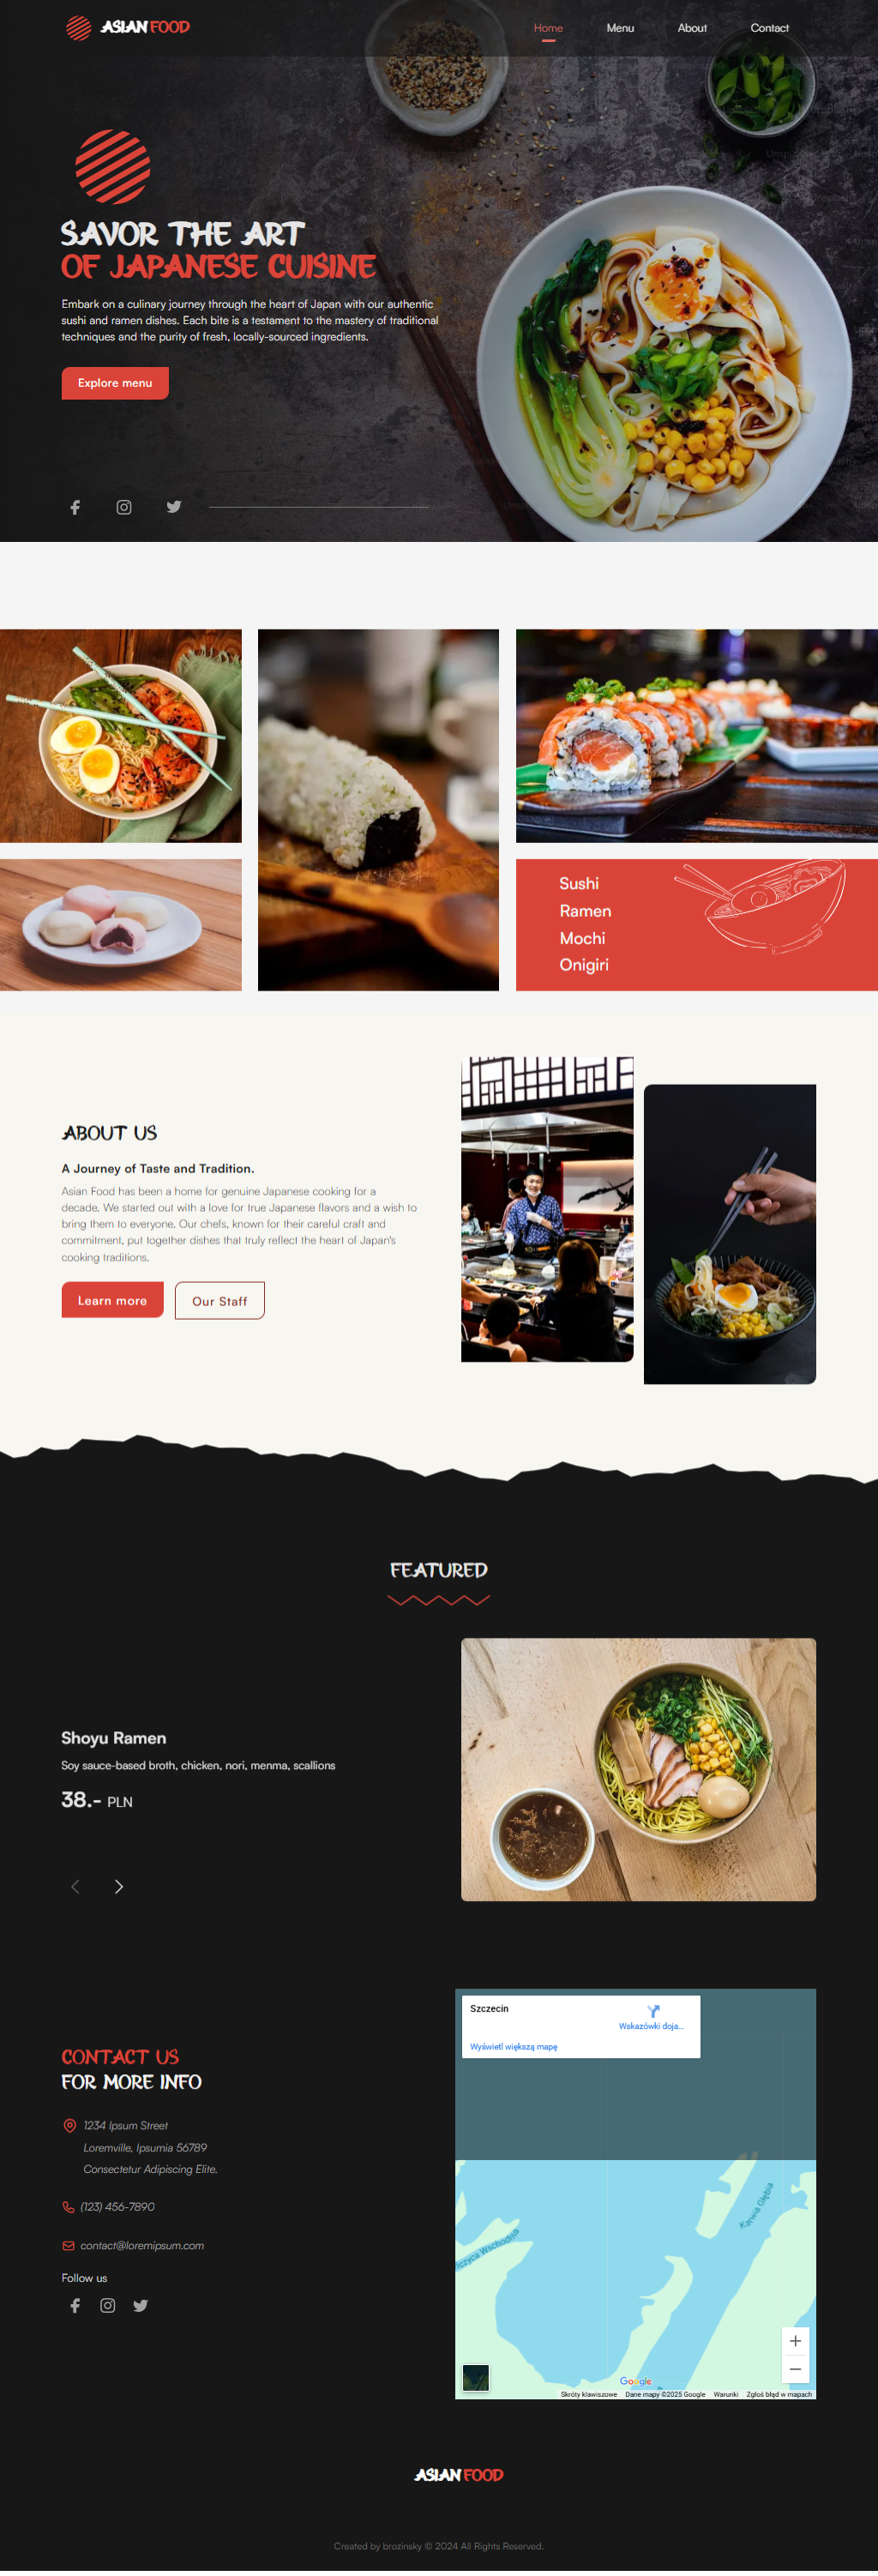 ASIAN FOOD
Home
Menu
About
Contact
SAVOR THE ART
OF JAPANESE CUISINE
Embark on a culinary journey through the heart of Japan with our authentic
sushi and ramen dishes. Each bite is a testament to the mastery of traditional
techniques and the purity of fresh, locally-sourced ingredients.
Explore menu
Sushi
Ramen
Mochi
Onigiri
ABOUT US
A Journey of Taste and Tradition.
Asian Food has been a home for genuine Japanese cooking for a
decade. We started out with a love for true Japanese flavors and a wish to
bring them to everyone. Our chefs, known for their careful craft and
commitment, put together dishes that truly reflect the heart of Japan's
cooking traditions.
Learn more
Our Staff
FEATURED
Shoyu Ramen
Soy sauce-based broth, chicken, nori, menma, scallions
38.- PLN
CONTACT US
FOR MORE INFO
1234 Ipsum Street
Loremville, Ipsumia 56789
Consectetur Adipiscing Elite.
(123) 456-7890
contact@loremipsum.com
Follow us
Szczecin
Wskazówki doja...
Wyświetl większą mapę
Karwia Głębia
Wschodnia
Google
Skróty klawiszowe
Dane mapy ©2025 Google
Warunki
Zgłoś błąd w mapach
ASIAN FOOD
Created by brozinsky © 2024 All Rights Reserved.